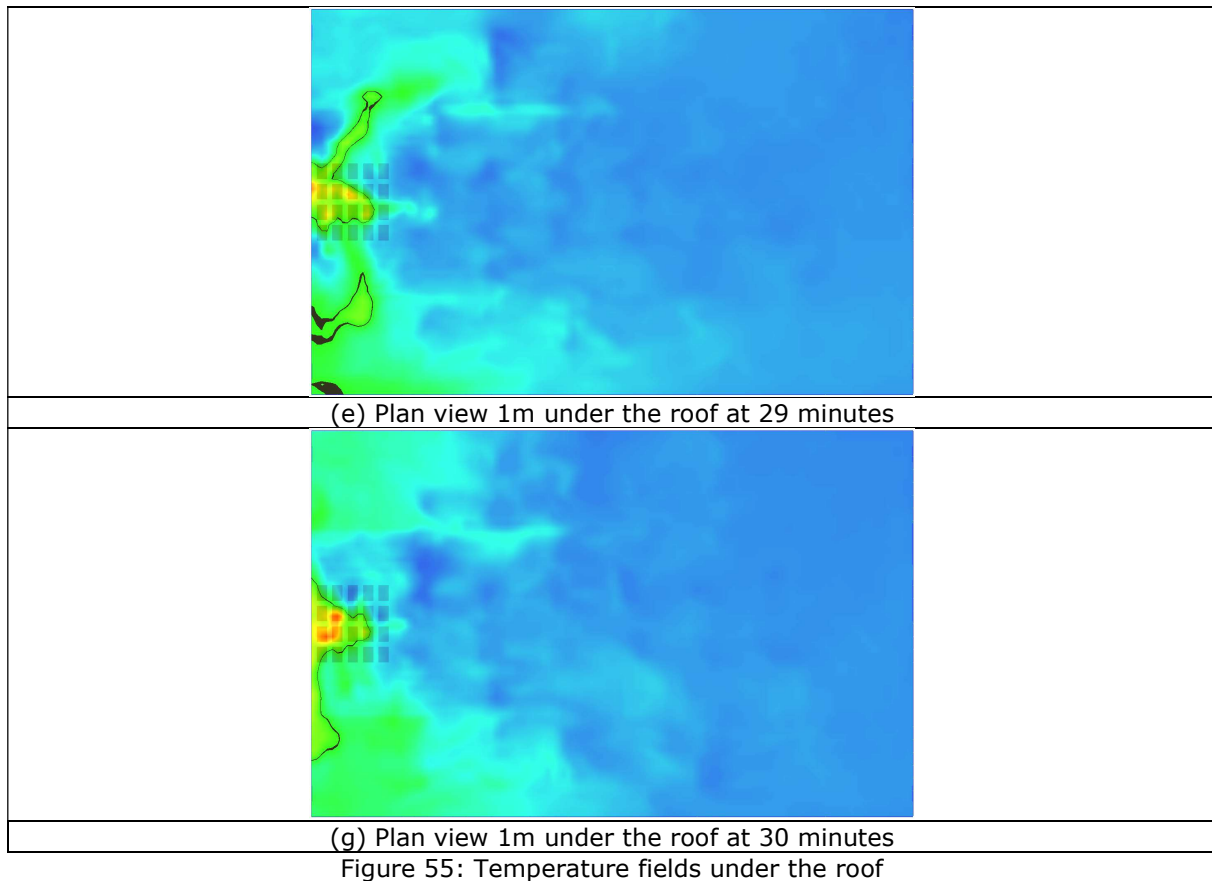 (e) Plan view 1m under the roof at 29 minutes
(g) Plan view 1m under the roof at 30 minutes
Figure 55: Temperature fields under the roof